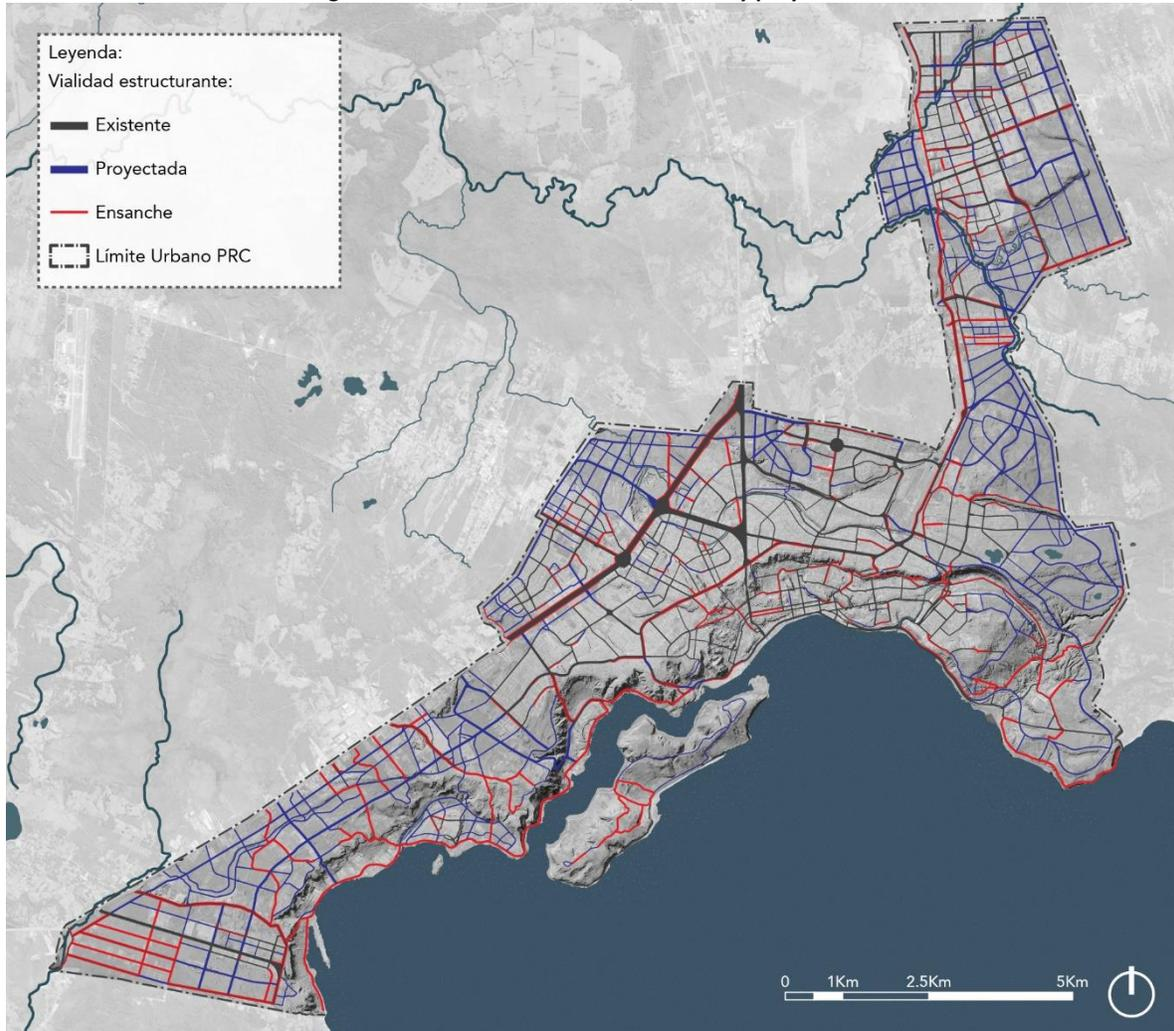 Leyenda:
Vialidad estructurante:
Existente
Proyectada
Ensanche
Límite Urbano PRC
0 1Km 2.5Km 5Km